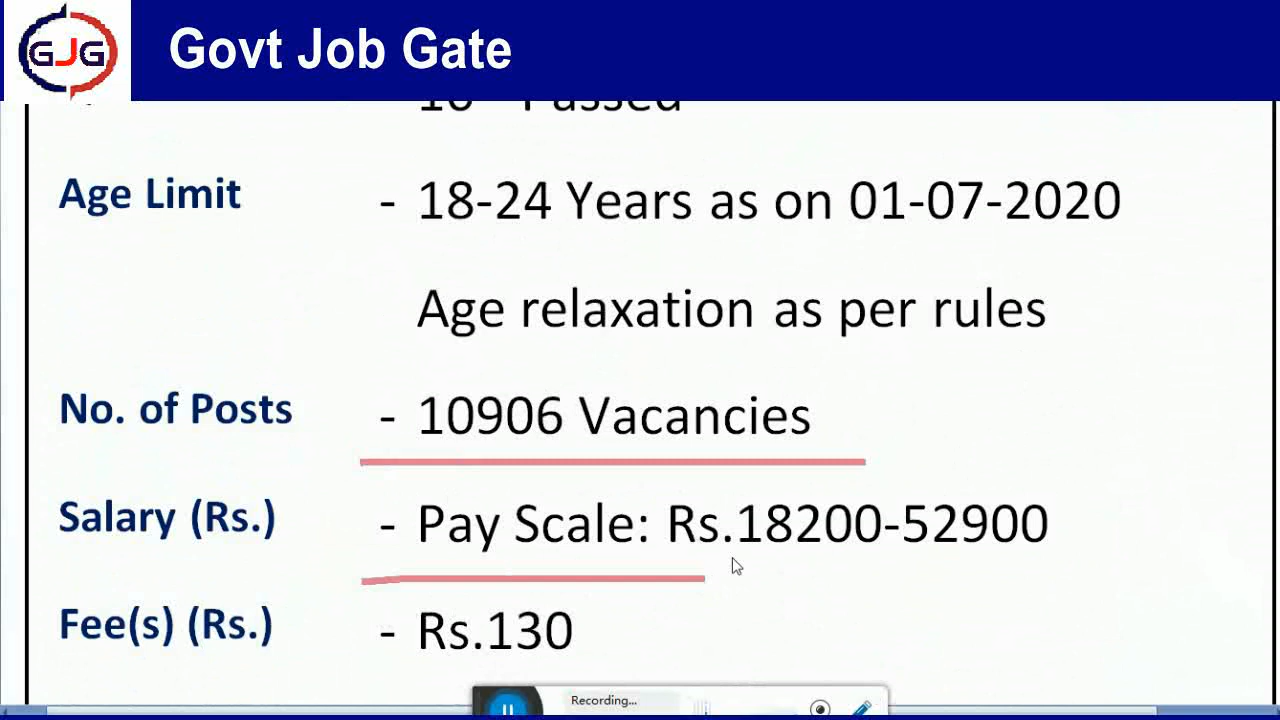 GJG
Govt Job Gate
Passed
Age Limit - 18-24 Years as on 01-07-2020
Age relaxation as per rules
No. of Posts - 10906 Vacancies
Salary (Rs.) - Pay Scale: Rs.18200-52900
Fee(s) (Rs.) - Rs.130
Recording...